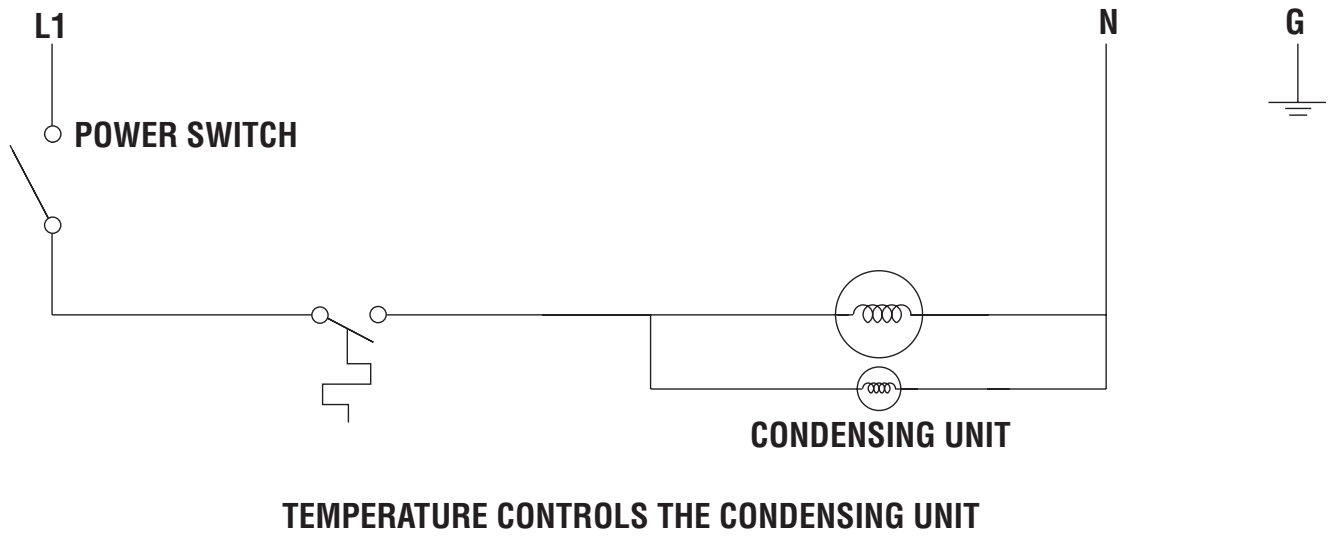 L1
N
G
POWER SWITCH
CONDENSING UNIT
TEMPERATURE CONTROLS THE CONDENSING UNIT